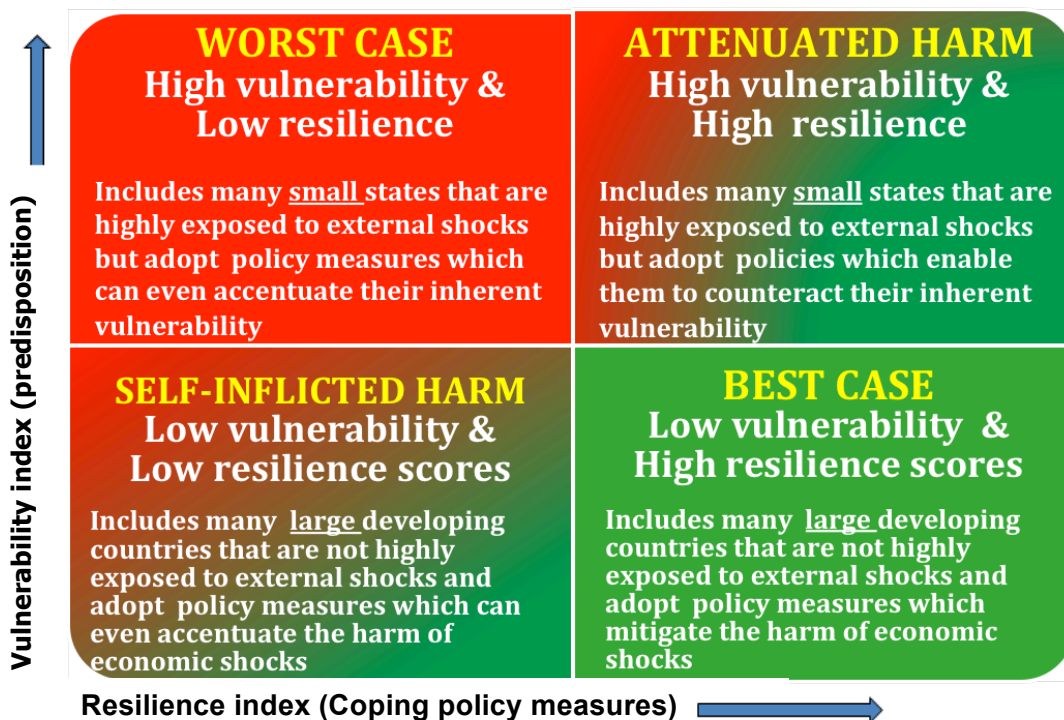 WORST CASE
High vulnerability &
Low resilience
Includes many small states that are
highly exposed to external shocks
but adopt policy measures which
can even accentuate their inherent
vulnerability
ATTENUATED HARM
High vulnerability &
High resilience
Includes many small states that are
highly exposed to external shocks
but adopt policies which enable
them to counteract their inherent
vulnerability
SELF-INFLICTED HARM
Low vulnerability &
Low resilience scores
Includes many large developing
countries that are not highly
exposed to external shocks and
adopt policy measures which can
even accentuate the harm of
economic shocks
BEST CASE
Low vulnerability &
High resilience scores
Includes many large developing
countries that are not highly
exposed to external shocks and
adopt policy measures which
mitigate the harm of economic
shocks
Vulnerability index (predisposition)
Resilience index (Coping policy measures)